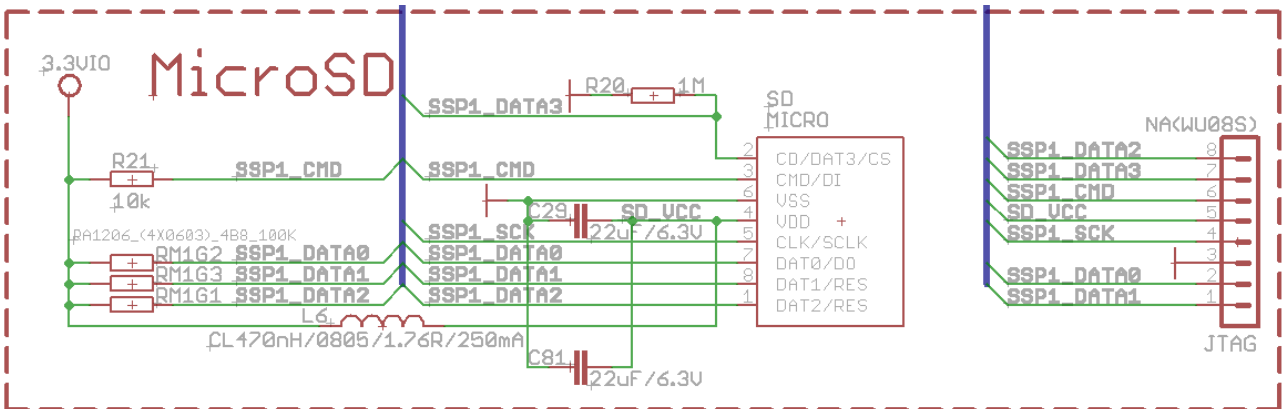 3.3VIO
MicroSD
R20
1M
SSP1_DATA3
SD
MICRO
NA(WU08S)
R21
SSP1_CMD
SSP1_CMD
10k
2
CD/DAT3/CS
3
CMD/DI
6
VSS
C29
SD_VCC
4
VDD
22uF/6.3V
SSP1_SCK
5
CLK/SCLK
RA1206_(4X0603)_4B8_100K
RM1G2
SSP1_DATA0
SSP1_DATA0
7
DAT0/DO
RM1G3
SSP1_DATA1
SSP1_DATA1
8
DAT1/RES
RM1G1
SSP1_DATA2
SSP1_DATA2
1
DAT2/RES
L6
CL470nH/0805/1.76R/250mA
C81
22uF/6.3V
SSP1_DATA2
8
SSP1_DATA3
7
SSP1_CMD
6
SD_VCC
5
SSP1_SCK
4
3
SSP1_DATA0
2
SSP1_DATA1
1
JTAG